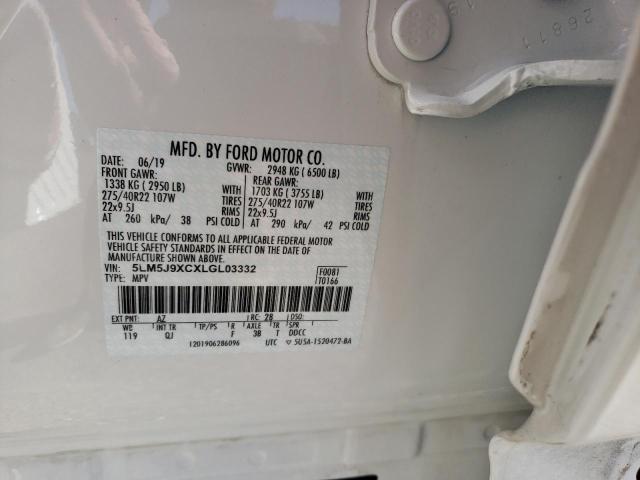 19
26811
MFD. BY FORD MOTOR CO.
DATE: 06/19 GVWR: 2948 KG ( 6500 LB)
FRONT GAWR: REAR GAWR:
1338 KG ( 2950 LB) WITH 1703 KG ( 3755 LB) WITH
275/40R22 107W TIRES 275/40R22 107W TIRES
22x9.5J RIMS 22x9.5J RIMS
AT 260 kPa/ 38 PSI COLD AT 290 kPa/ 42 PSI COLD
THIS VEHICLE CONFORMS TO ALL APPLICABLE FEDERAL MOTOR
VEHICLE SAFETY STANDARDS IN EFFECT ON THE DATE OF
MANUFACTURE SHOWN ABOVE.
VIN: 5LM5J9XCXLGL03332 F0081
TYPE: MPV T0166
EXT PNT: AZ RC: 28 DSO:
WB INT TR TP/PS R AXLE TR SPR
119 QJ F 3B T DDCC
1201906286096 UTC ▽ 5U5A-1520472-BA